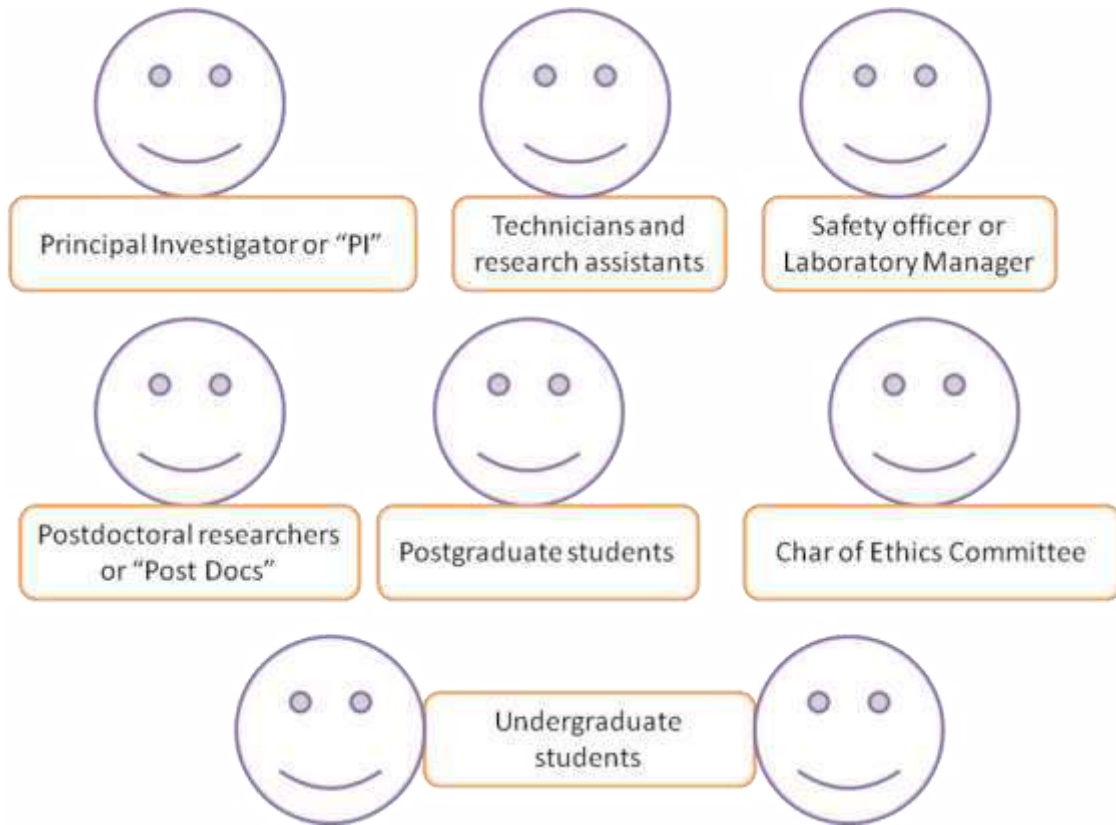 Principal Investigator or “PI”
Technicians and
research assistants
Safety officer or
Laboratory Manager
Postdoctoral researchers
or “Post Docs”
Postgraduate students
Char of Ethics Committee
Undergraduate
students